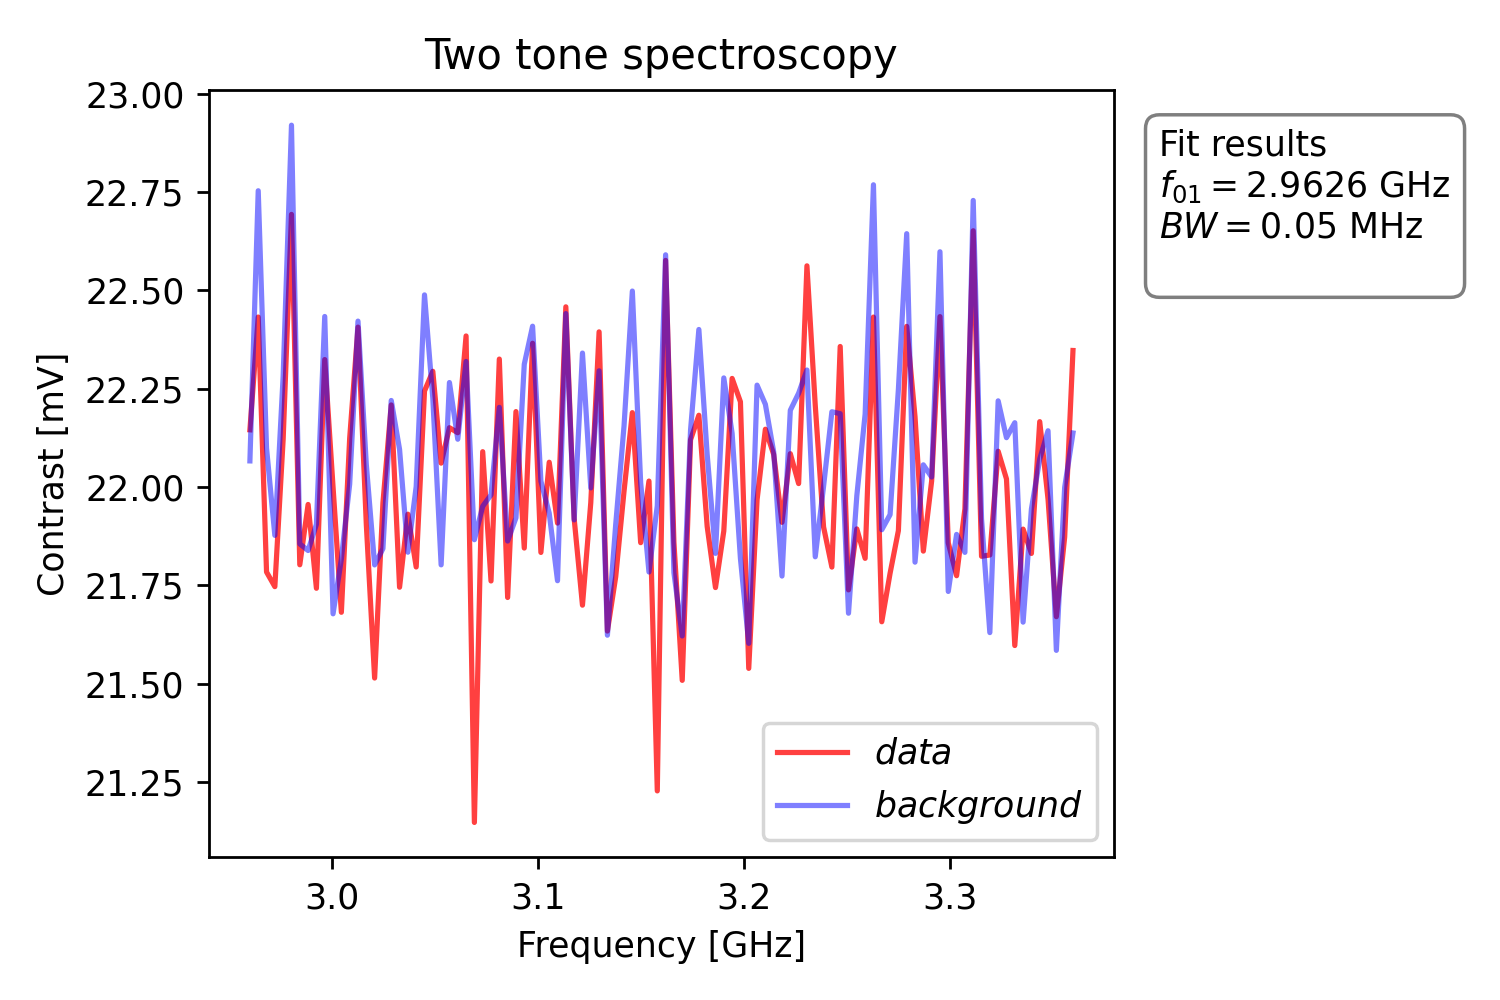 Two tone spectroscopy
23.00
22.75
22.50
22.25
22.00
21.75
21.50
21.25
Contrast [mV]
3.0 3.1 3.2 3.3
Frequency [GHz]
data
background
Fit results
f₀₁ = 2.9626 GHz
BW = 0.05 MHz